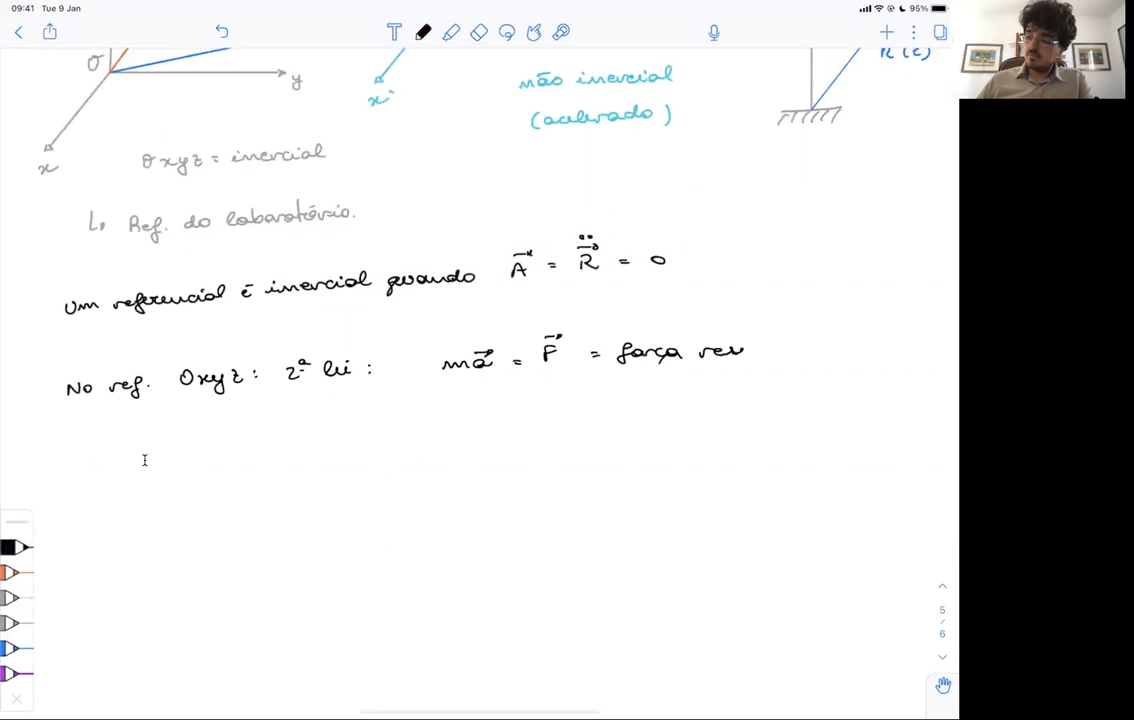 09:41 Tue 9 Jan
95%
O
y
x
x'
não inercial
(acelerado)
R(t)
Oxyz = inercial
↳ Ref. do laboratório.
Um referencial é inercial quando A⃗ = R̈⃗ = 0
No ref. Oxyz: 2ª lei: ma⃗ = F⃗ = força res
5
/
6